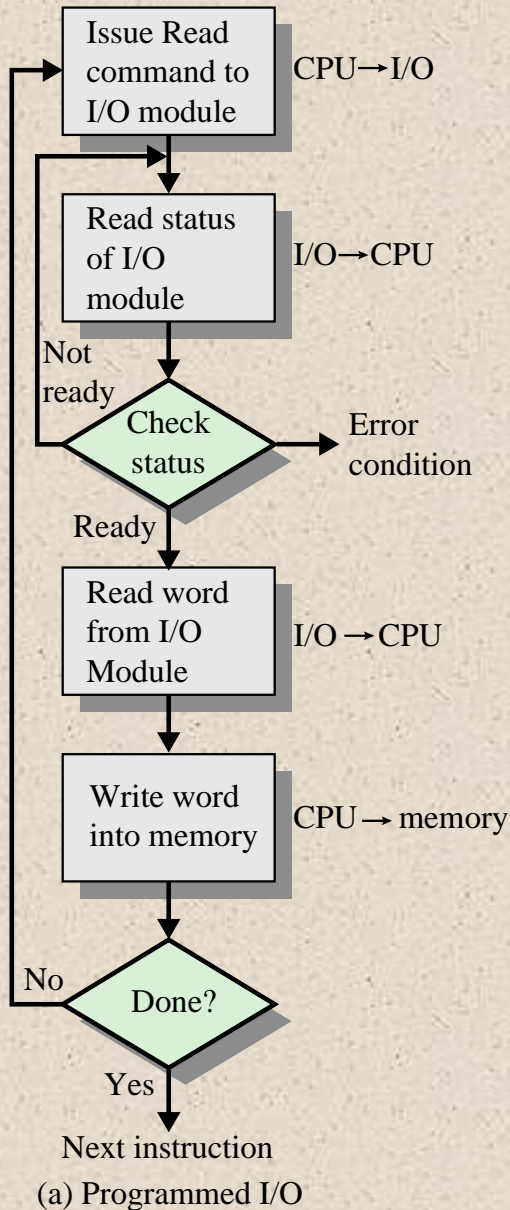 Issue Read
command to
I/O module
CPU→I/O
Read status
of I/O
module
I/O→CPU
Not
ready
Check
status
Error
condition
Ready
Read word
from I/O
Module
I/O → CPU
Write word
into memory
CPU → memory
No
Done?
Yes
Next instruction
(a) Programmed I/O